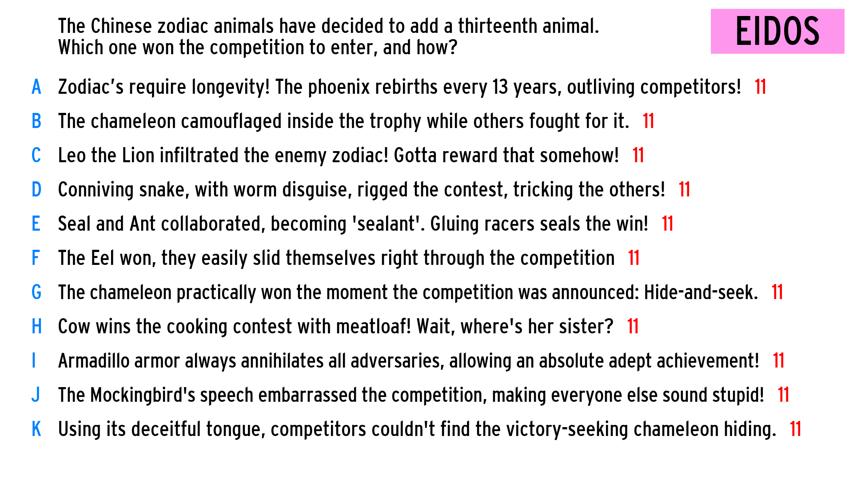 The Chinese zodiac animals have decided to add a thirteenth animal.
Which one won the competition to enter, and how?
EIDOS
A Zodiac's require longevity! The phoenix rebirths every 13 years, outliving competitors! 11
B The chameleon camouflaged inside the trophy while others fought for it. 11
C Leo the Lion infiltrated the enemy zodiac! Gotta reward that somehow! 11
D Conniving snake, with worm disguise, rigged the contest, tricking the others! 11
E Seal and Ant collaborated, becoming 'sealant'. Gluing racers seals the win! 11
F The Eel won, they easily slid themselves right through the competition 11
G The chameleon practically won the moment the competition was announced: Hide-and-seek. 11
H Cow wins the cooking contest with meatloaf! Wait, where's her sister? 11
I Armadillo armor always annihilates all adversaries, allowing an absolute adept achievement! 11
J The Mockingbird's speech embarrassed the competition, making everyone else sound stupid! 11
K Using its deceitful tongue, competitors couldn't find the victory-seeking chameleon hiding. 11